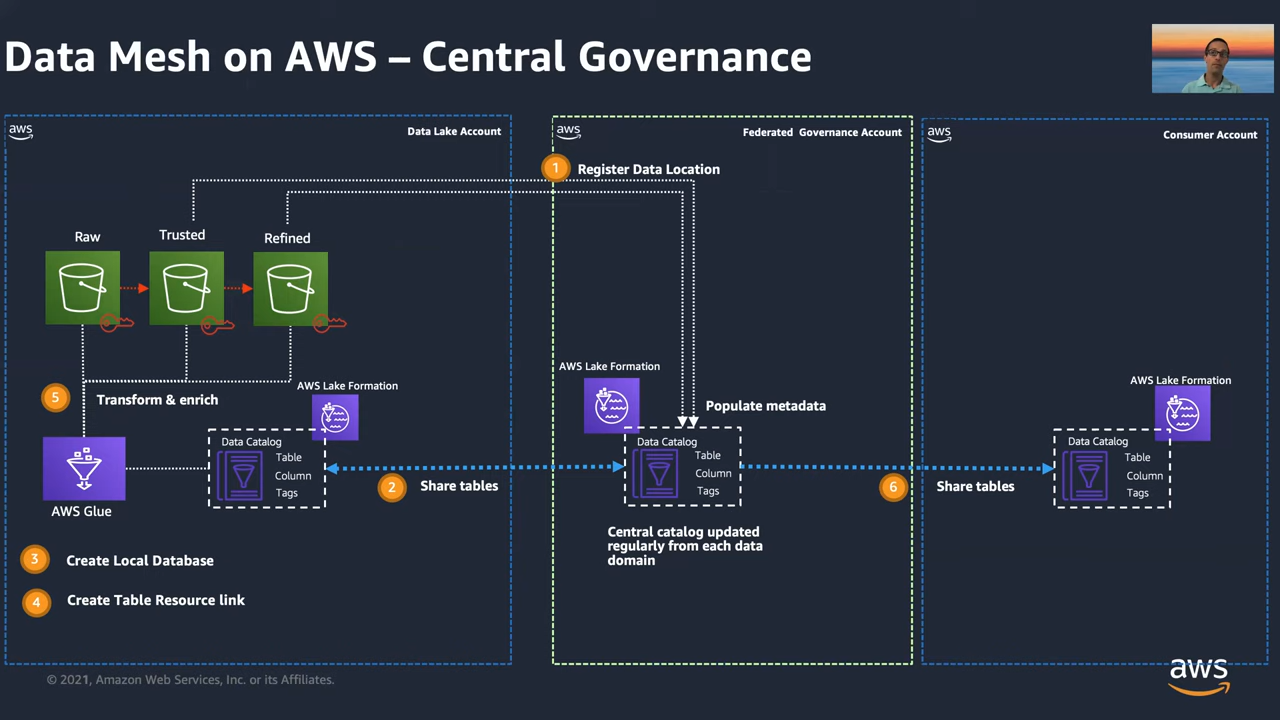 Data Mesh on AWS – Central Governance
aws
Data Lake Account
aws
Federated Governance Account
aws
Consumer Account
1
Register Data Location
Raw
Trusted
Refined
5
Transform & enrich
AWS Lake Formation
Data Catalog
Table
Column
Tags
AWS Glue
2
Share tables
3
Create Local Database
4
Create Table Resource link
AWS Lake Formation
Populate metadata
Data Catalog
Table
Column
Tags
Central catalog updated
regularly from each data
domain
6
Share tables
AWS Lake Formation
Data Catalog
Table
Column
Tags
© 2021, Amazon Web Services, Inc. or its Affiliates.
aws